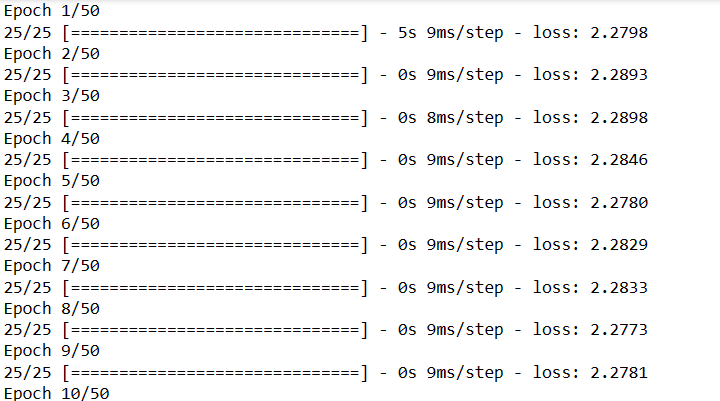 Epoch 1/50
25/25 [==============================] - 5s 9ms/step - loss: 2.2798
Epoch 2/50
25/25 [==============================] - 0s 9ms/step - loss: 2.2893
Epoch 3/50
25/25 [==============================] - 0s 8ms/step - loss: 2.2898
Epoch 4/50
25/25 [==============================] - 0s 9ms/step - loss: 2.2846
Epoch 5/50
25/25 [==============================] - 0s 9ms/step - loss: 2.2780
Epoch 6/50
25/25 [==============================] - 0s 9ms/step - loss: 2.2829
Epoch 7/50
25/25 [==============================] - 0s 9ms/step - loss: 2.2833
Epoch 8/50
25/25 [==============================] - 0s 9ms/step - loss: 2.2773
Epoch 9/50
25/25 [==============================] - 0s 9ms/step - loss: 2.2781
Epoch 10/50